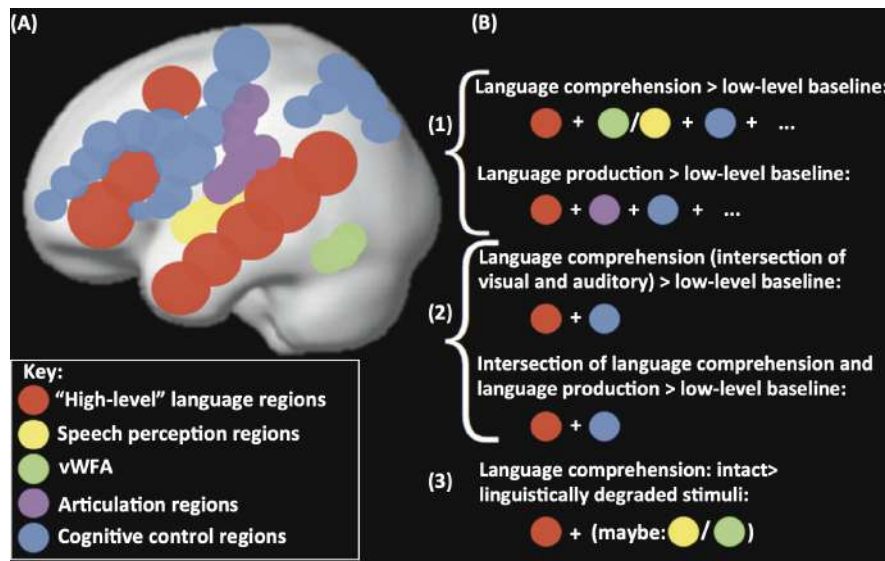 (A)
Key:
"High-level" language regions
Speech perception regions
vWFA
Articulation regions
Cognitive control regions
(B)
(1)
Language comprehension > low-level baseline:
+ / + + ...
Language production > low-level baseline:
+ + + ...
(2)
Language comprehension (intersection of
visual and auditory) > low-level baseline:
+
Intersection of language comprehension and
language production > low-level baseline:
+
(3)
Language comprehension: intact>
linguistically degraded stimuli:
+ (maybe: / )